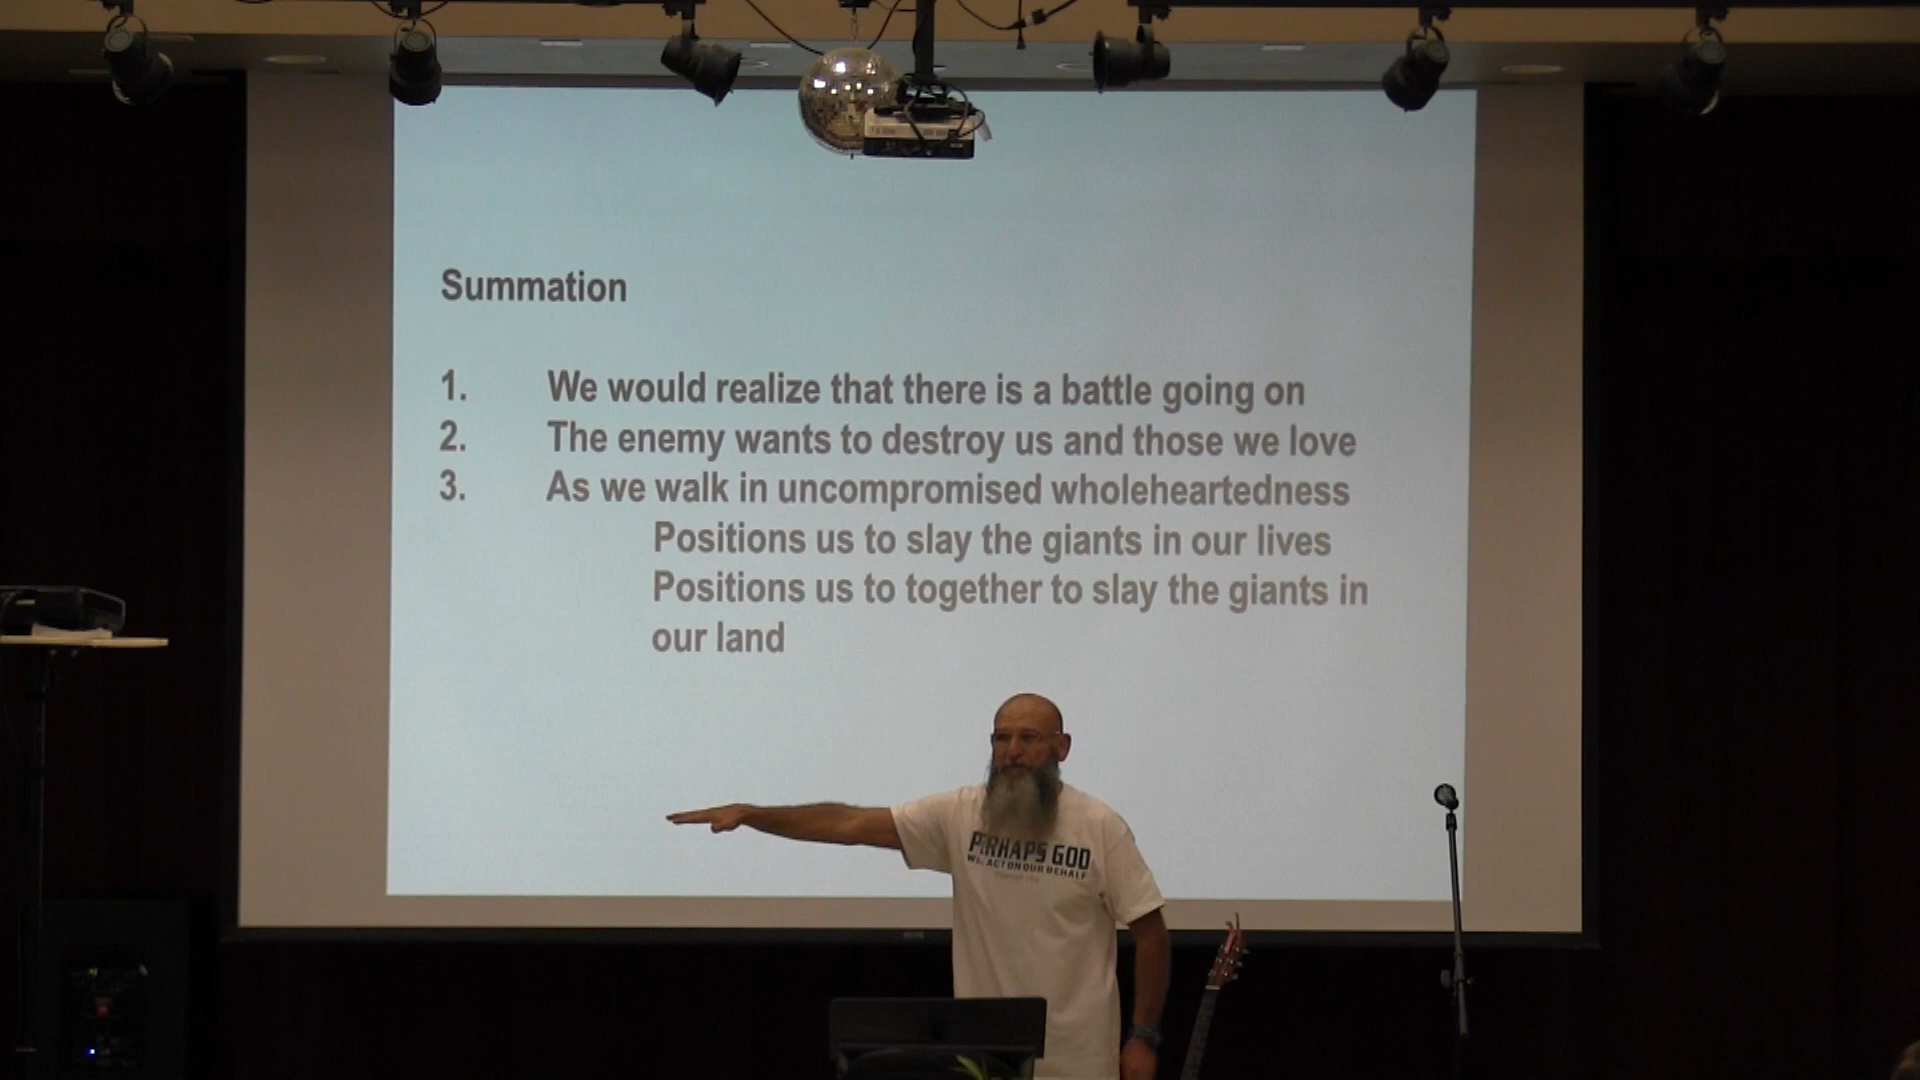 Summation
1. We would realize that there is a battle going on
2. The enemy wants to destroy us and those we love
3. As we walk in uncompromised wholeheartedness
Positions us to slay the giants in our lives
Positions us to together to slay the giants in
our land
PERHAPS GOD
WILL ACT ON OUR BEHALF